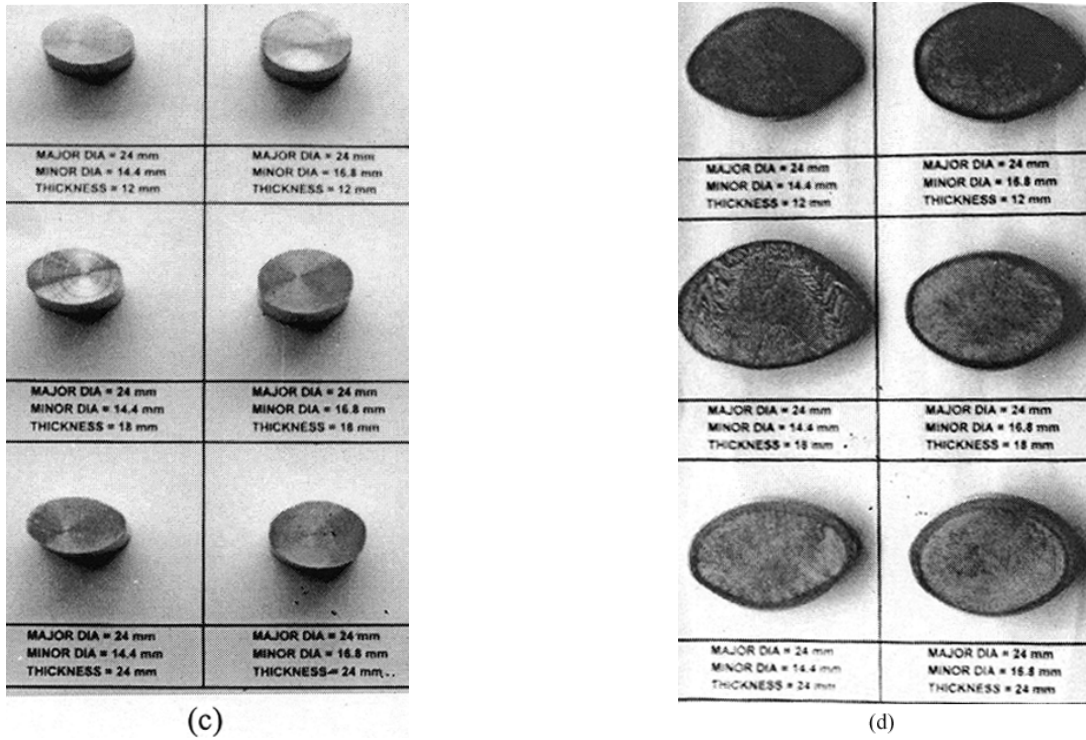 MAJOR DIA = 24 mm
MINOR DIA = 14.4 mm
THICKNESS = 12 mm
MAJOR DIA = 24 mm
MINOR DIA = 16.8 mm
THICKNESS = 12 mm
MAJOR DIA = 24 mm
MINOR DIA = 14.4 mm
THICKNESS = 18 mm
MAJOR DIA = 24 mm
MINOR DIA = 16.8 mm
THICKNESS = 18 mm
MAJOR DIA = 24 mm
MINOR DIA = 14.4 mm
THICKNESS = 24 mm
MAJOR DIA = 24 mm
MINOR DIA = 16.8 mm
THICKNESS = 24 mm
(c)
MAJOR DIA = 24 mm
MINOR DIA = 14.4 mm
THICKNESS = 12 mm
MAJOR DIA = 24 mm
MINOR DIA = 16.8 mm
THICKNESS = 12 mm
MAJOR DIA = 24 mm
MINOR DIA = 14.4 mm
THICKNESS = 18 mm
MAJOR DIA = 24 mm
MINOR DIA = 16.8 mm
THICKNESS = 18 mm
MAJOR DIA = 24 mm
MINOR DIA = 14.4 mm
THICKNESS = 24 mm
MAJOR DIA = 24 mm
MINOR DIA = 16.8 mm
THICKNESS = 24 mm
(d)